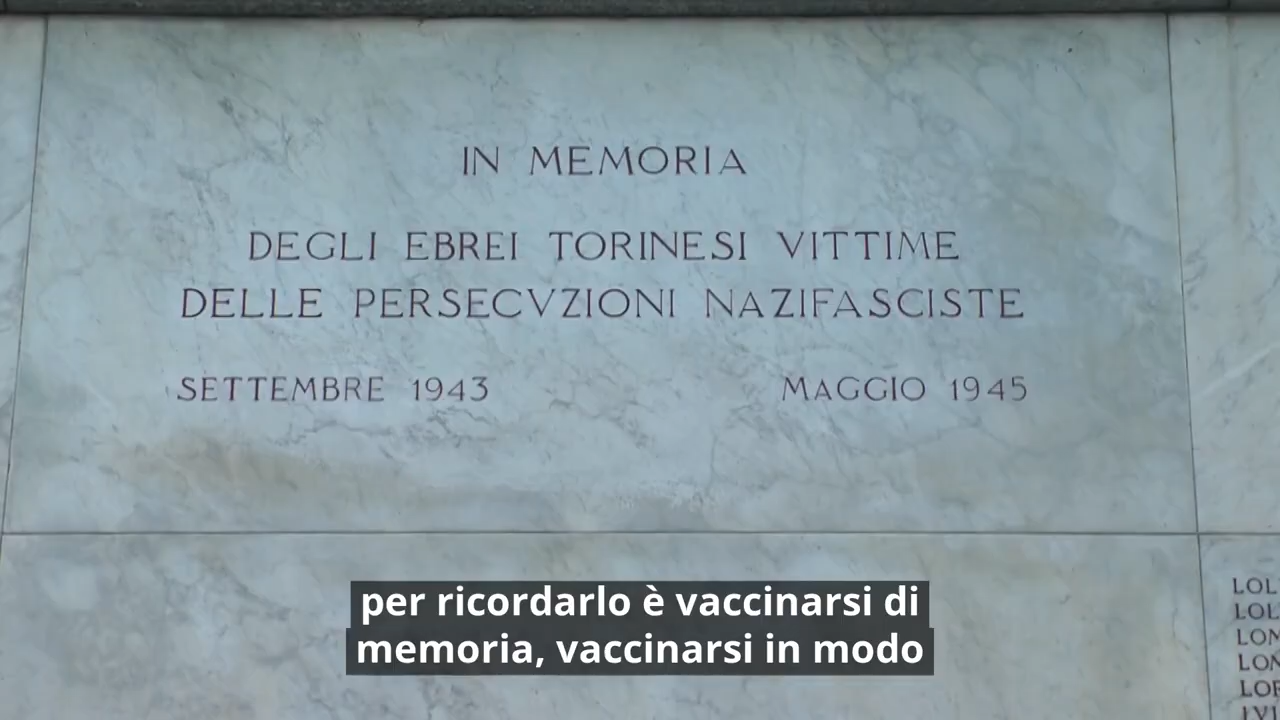 IN MEMORIA
DEGLI EBREI TORINESI VITTIME
DELLE PERSECVZIONI NAZIFASCISTE
SETTEMBRE 1943 MAGGIO 1945
per ricordarlo è vaccinarsi di
memoria, vaccinarsi in modo